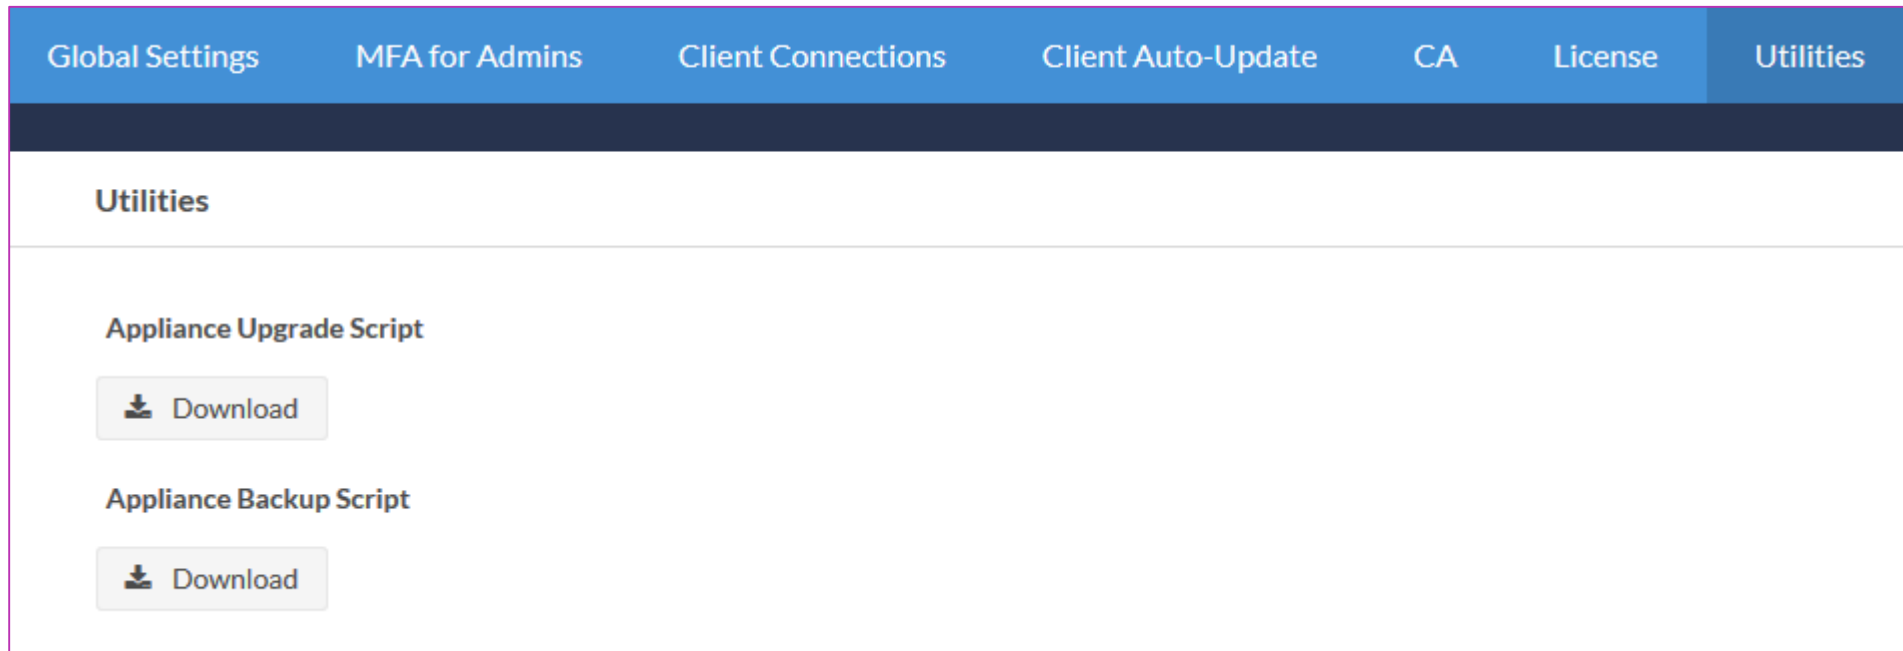 Global Settings MFA for Admins Client Connections Client Auto-Update CA License Utilities
Utilities
Appliance Upgrade Script
Download
Appliance Backup Script
Download